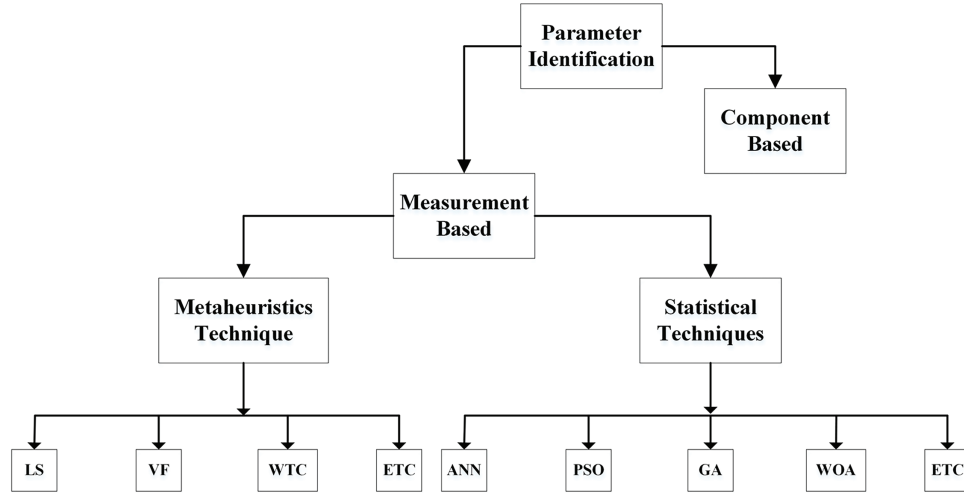 Parameter
Identification
Component
Based
Measurement
Based
Metaheuristics
Technique
Statistical
Techniques
LS
VF
WTC
ETC
ANN
PSO
GA
WOA
ETC